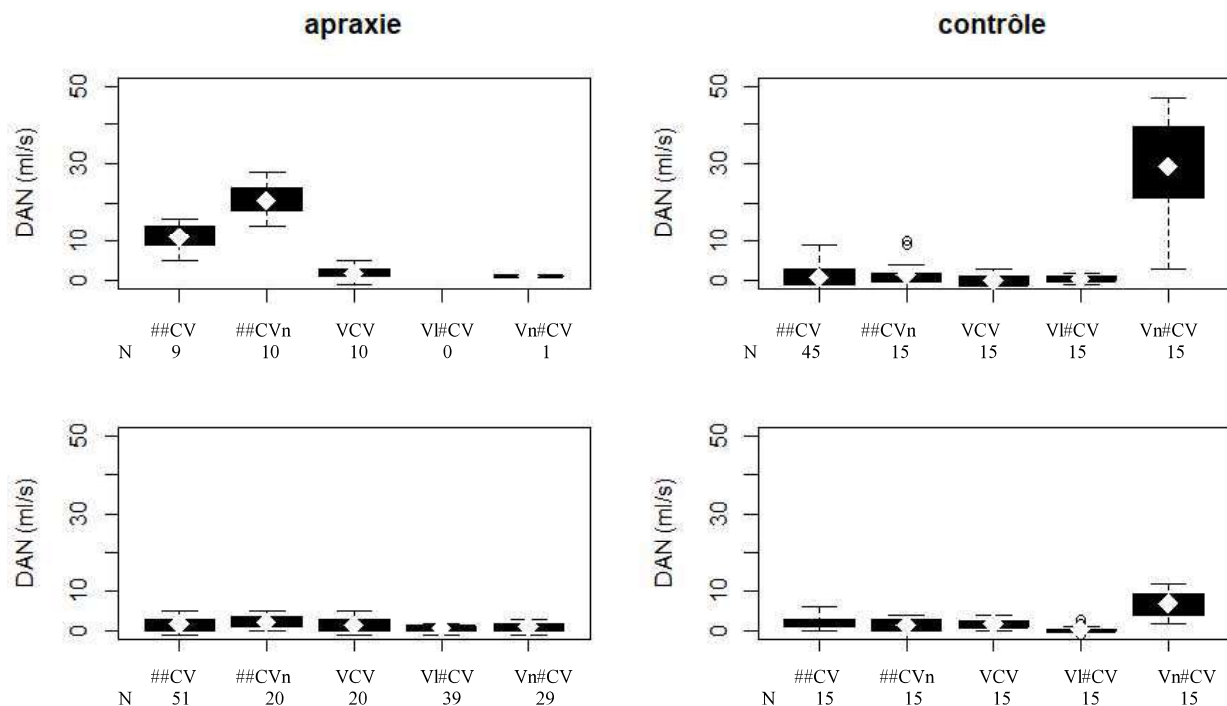 apraxie
contrôle
DAN (ml/s)
50
30
10
0
##CV ##CVn VCV Vl#CV Vn#CV
N 9 10 10 0 1
DAN (ml/s)
50
30
10
0
##CV ##CVn VCV Vl#CV Vn#CV
N 45 15 15 15 15
DAN (ml/s)
50
30
10
0
##CV ##CVn VCV Vl#CV Vn#CV
N 51 20 20 39 29
DAN (ml/s)
50
30
10
0
##CV ##CVn VCV Vl#CV Vn#CV
N 15 15 15 15 15